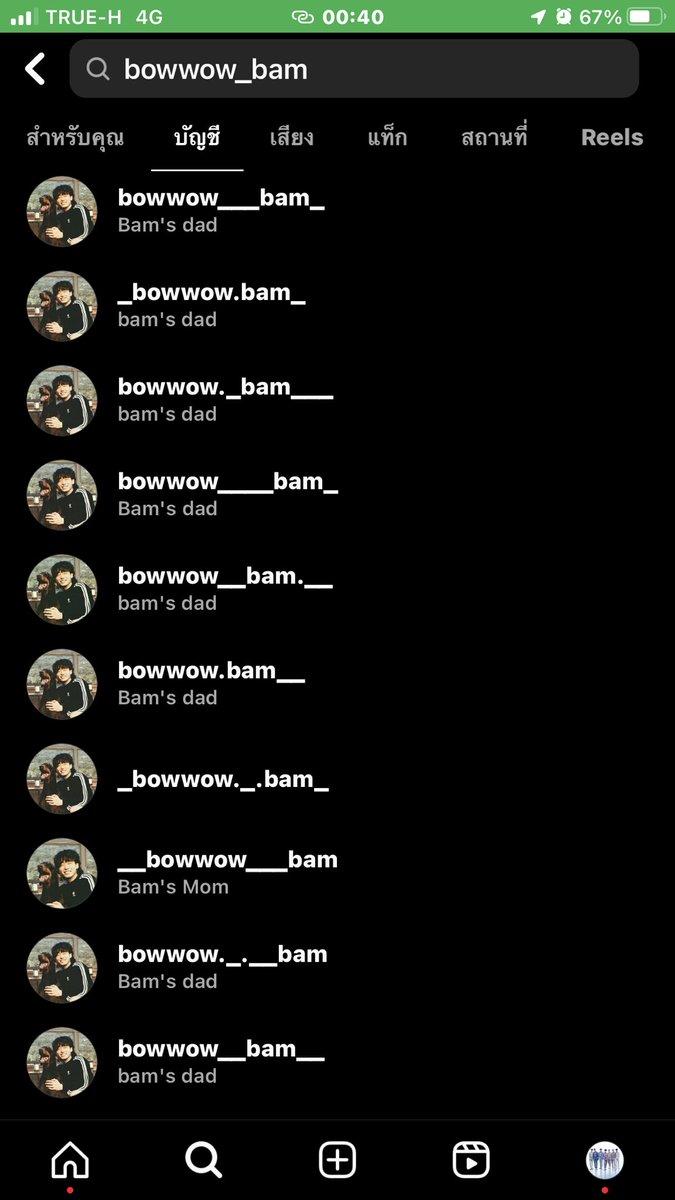 TRUE-H 4G 00:40 67%
bowwow_bam
สำหรับคุณ บัญชี เสียง แท็ก สถานที่ Reels
bowwow___bam_
Bam's dad
_bowwow.bam_
bam's dad
bowwow._bam___
bam's dad
bowwow____bam_
Bam's dad
bowwow__bam.__
bam's dad
bowwow.bam__
Bam's dad
_bowwow._.bam_
__bowwow___bam
Bam's Mom
bowwow._.__bam
Bam's dad
bowwow__bam__
bam's dad